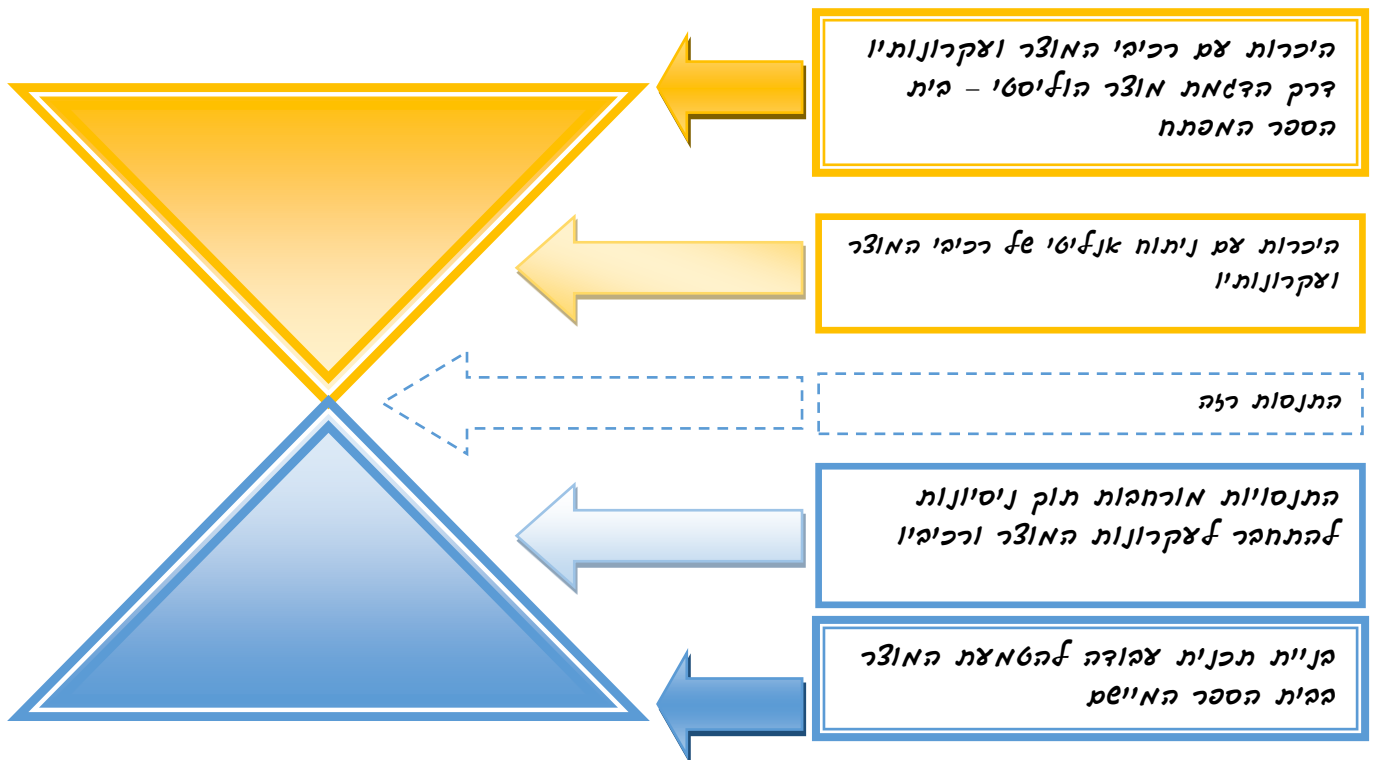 היכרות עם רכיבי המוצר ועקרונותיו
דרך הדגמת מוצר הוליסטי – בית
הספר המפתח
היכרות עם ניתוח אנליטי של רכיבי המוצר
ועקרונותיו
התנסות רזה
התנסויות מורחבות תוך ניסיונות
להתחבר לעקרונות המוצר ורכיביו
בניית תכנית עבודה להטמעת המוצר
בבית הספר המיישם